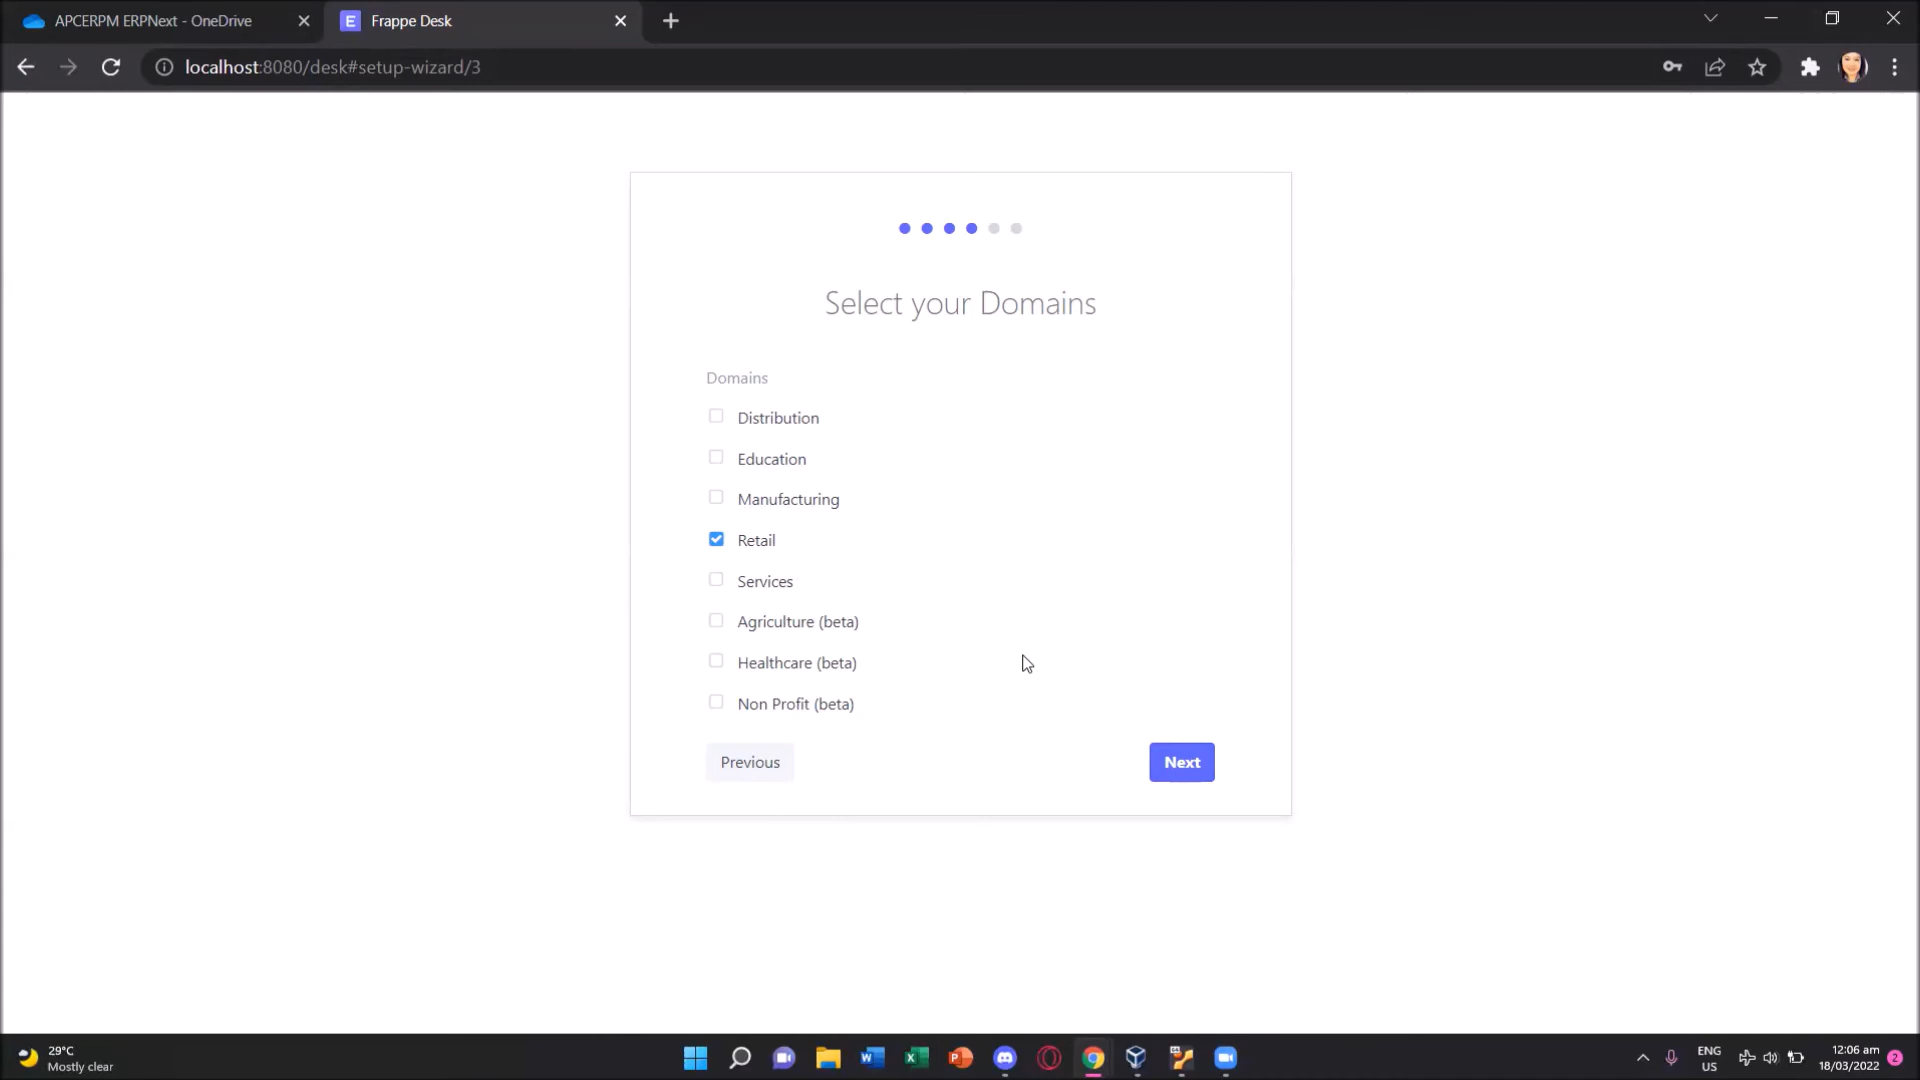 APCERPM ERPNext - OneDrive
Frappe Desk
localhost:8080/desk#setup-wizard/3
Select your Domains
Domains
Distribution
Education
Manufacturing
Retail
Services
Agriculture (beta)
Healthcare (beta)
Non Profit (beta)
Previous
Next
29°C
Mostly clear
ENG
US
12:06 am
18/03/2022
2